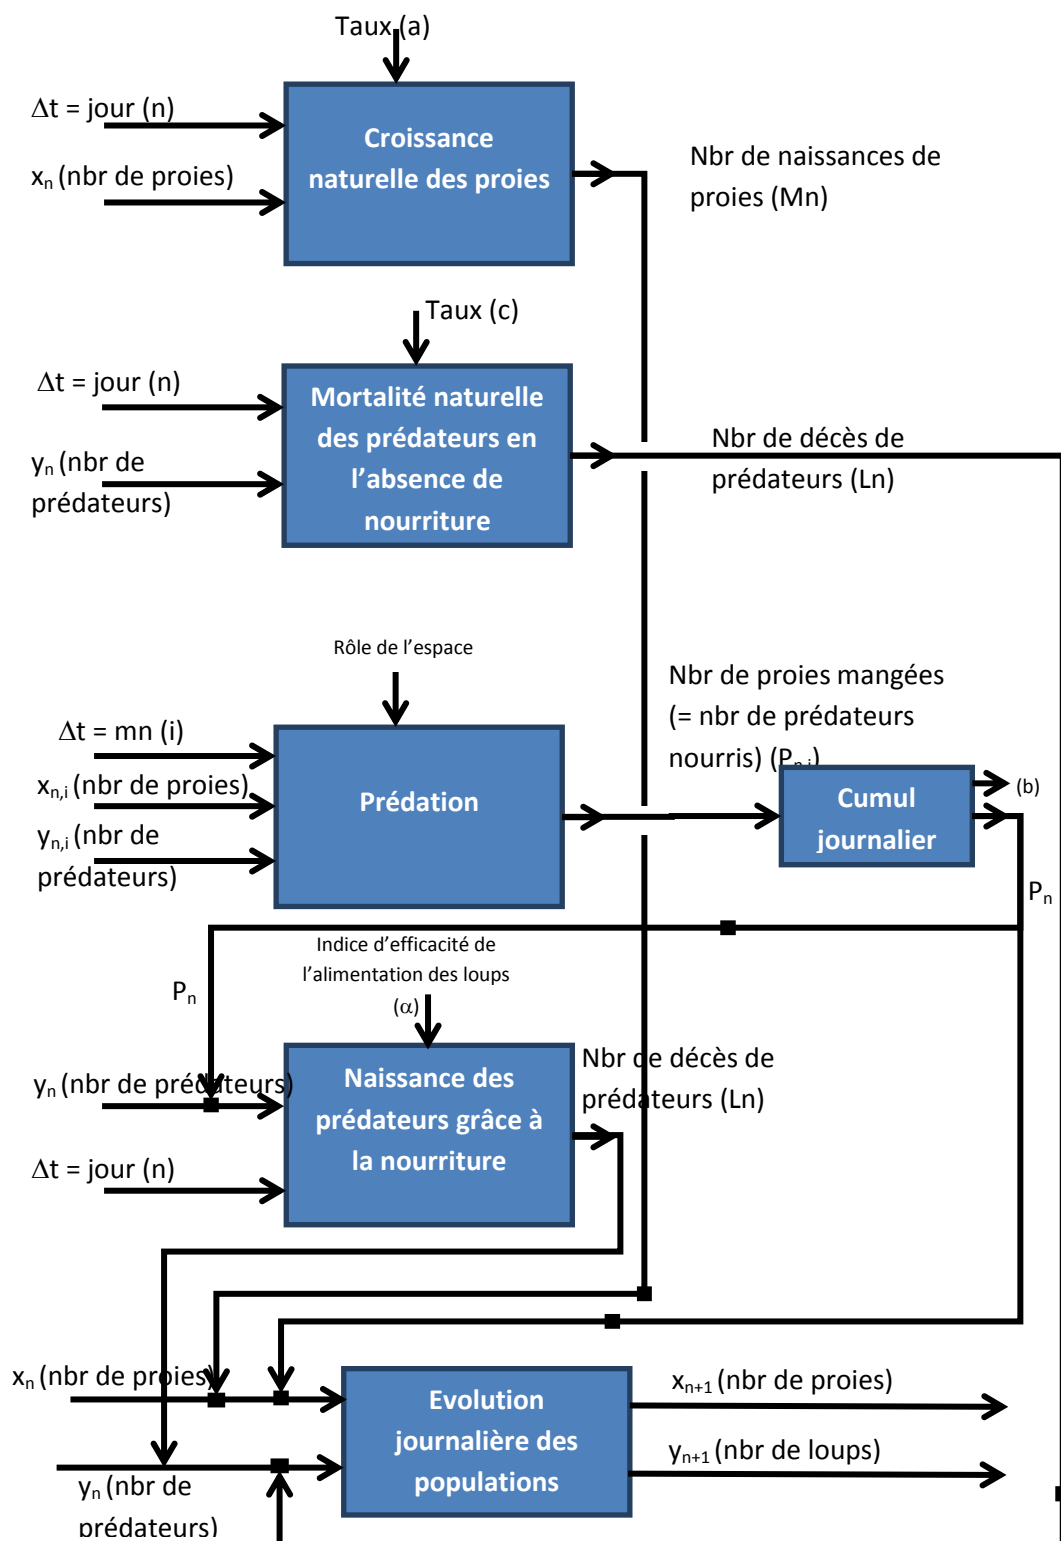 Taux (a)
Δt = jour (n)
xn (nbr de proies)
Croissance
naturelle des proies
Nbr de naissances de
proies (Mn)
Taux (c)
Δt = jour (n)
yn (nbr de
prédateurs)
Mortalité naturelle
des prédateurs en
l’absence de
nourriture
Nbr de décès de
prédateurs (Ln)
Rôle de l’espace
Δt = mn (i)
xn,i (nbr de proies)
yn,i (nbr de
prédateurs)
Prédation
Nbr de proies mangées
(= nbr de prédateurs
nourris) (Pn,i)
Cumul
journalier
(b)
Pn
Pn
Indice d’efficacité de
l’alimentation des loups
(α)
yn (nbr de prédateurs)
Δt = jour (n)
Naissance des
prédateurs grâce à
la nourriture
Nbr de décès de
prédateurs (Ln)
xn (nbr de proies)
yn (nbr de
prédateurs)
Evolution
journalière des
populations
xn+1 (nbr de proies)
yn+1 (nbr de loups)